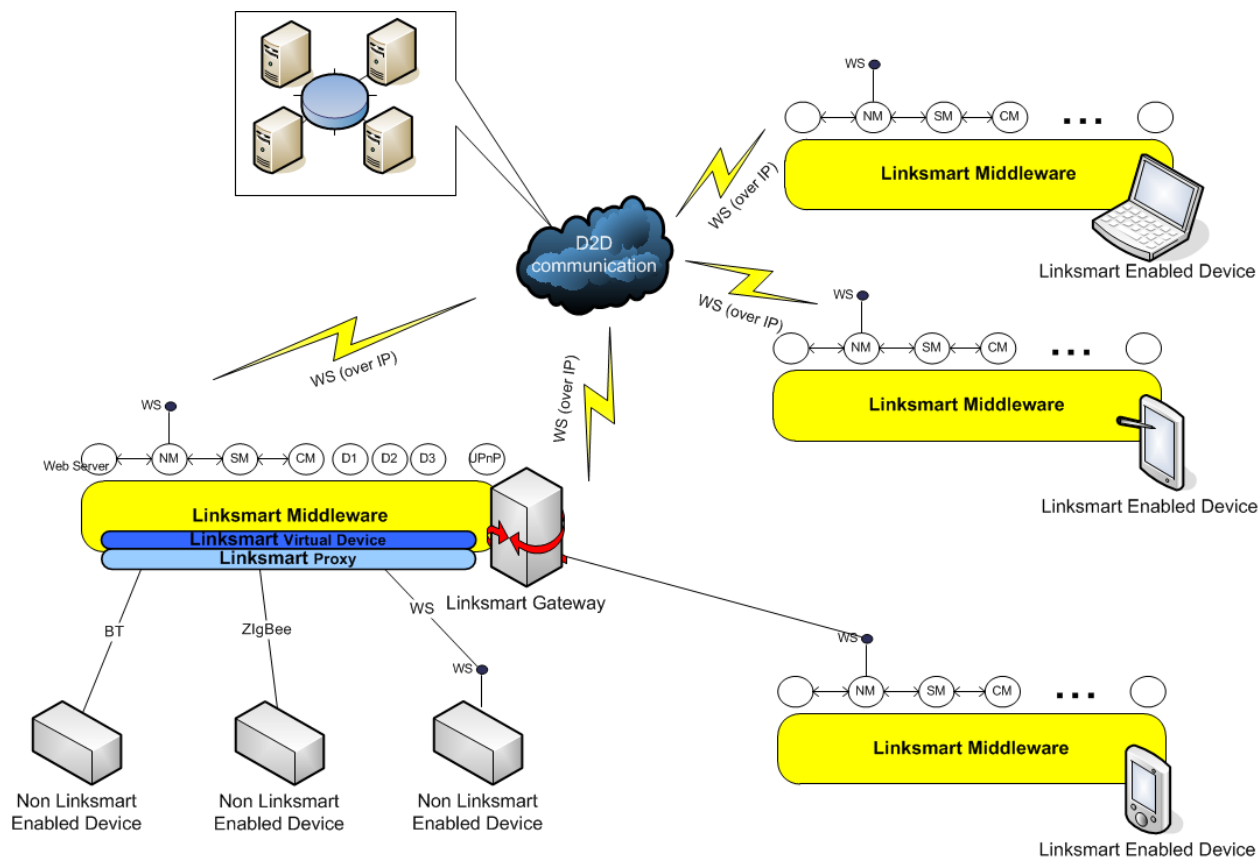 WS
NM
SM
CM
...
Linksmart Middleware
Linksmart Enabled Device
WS (over IP)
D2D
communication
WS (over IP)
WS
NM
SM
CM
...
Linksmart Middleware
Linksmart Enabled Device
WS (over IP)
WS (over IP)
WS
Web Server
NM
SM
CM
D1
D2
D3
UPnP
Linksmart Middleware
Linksmart Virtual Device
Linksmart Proxy
Linksmart Gateway
BT
ZIgBee
WS
WS
Non Linksmart
Enabled Device
Non Linksmart
Enabled Device
Non Linksmart
Enabled Device
WS
NM
SM
CM
...
Linksmart Middleware
Linksmart Enabled Device